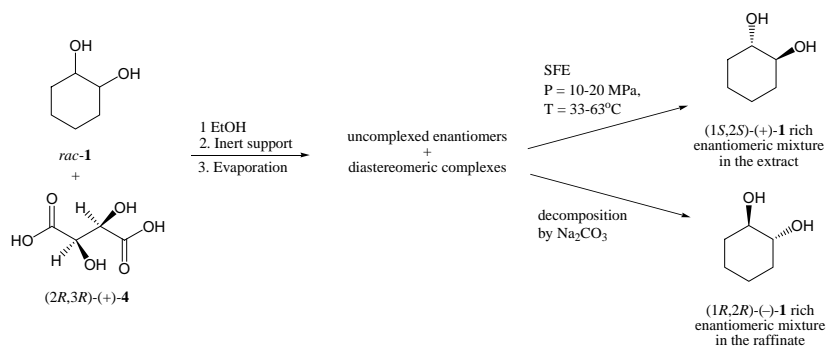 OH
OH
rac-1
+
O
H
OH
OH
HO
H
OH
O
(2R,3R)-(+)-4
1 EtOH
2. Inert support
3. Evaporation
uncomplexed enantiomers
+
diastereomeric complexes
SFE
P = 10-20 MPa,
T = 33-63°C
decomposition
by Na₂CO₃
OH
OH
(1S,2S)-(+)-1 rich
enantiomeric mixture
in the extract
OH
OH
(1R,2R)-(–)-1 rich
enantiomeric mixture
in the raffinate